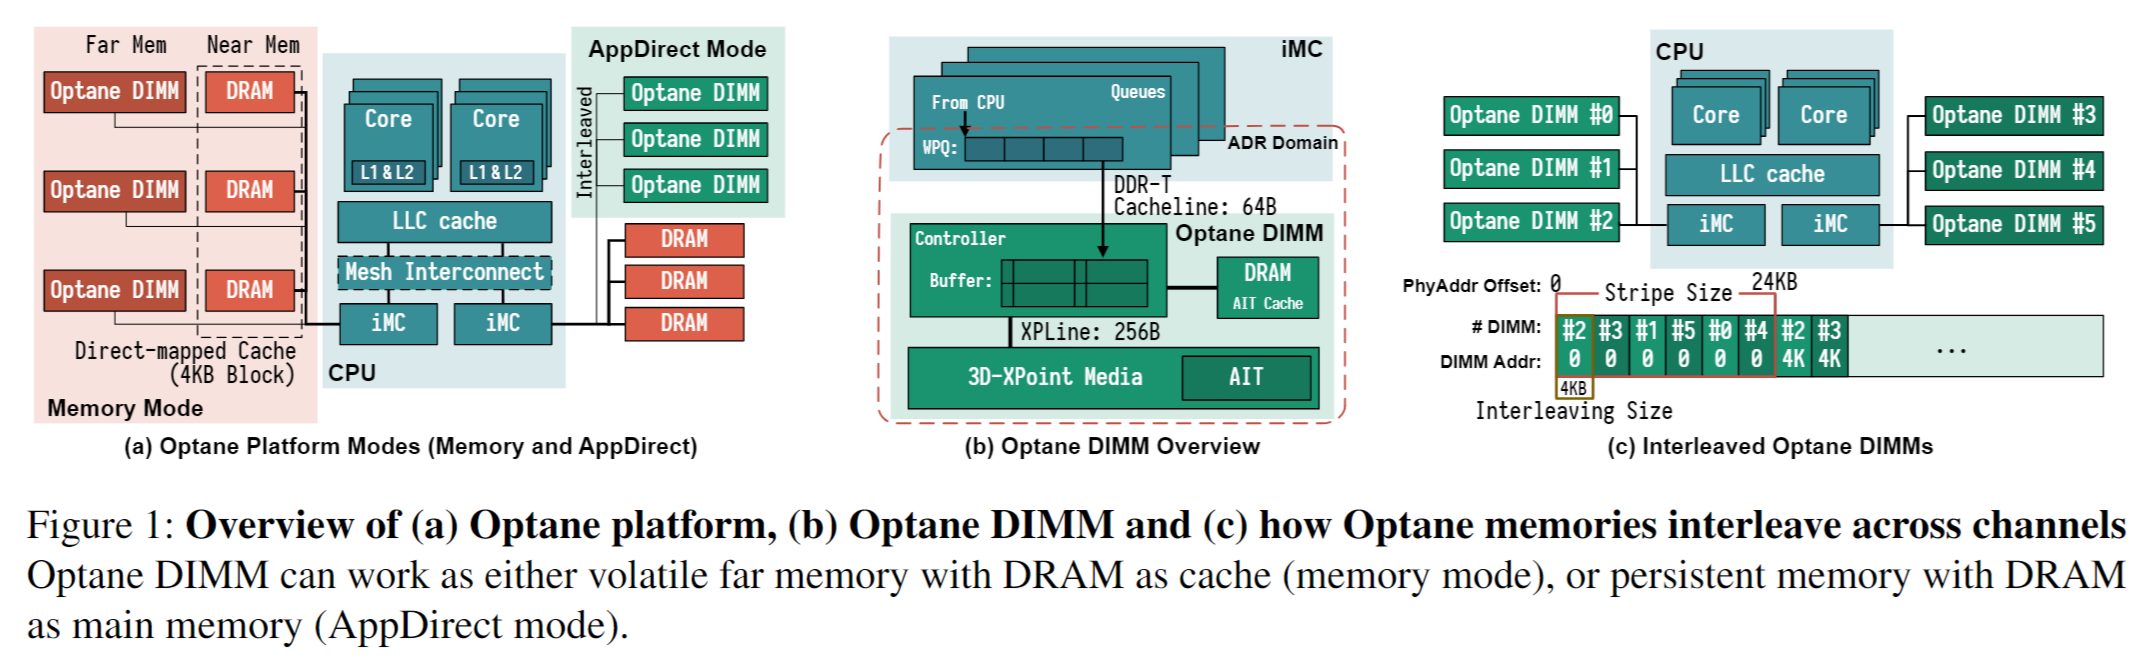 Far Mem
Near Mem
Optane DIMM
DRAM
Optane DIMM
DRAM
Optane DIMM
DRAM
Direct-mapped Cache
(4KB Block)
Memory Mode
Core
L1&L2
Core
L1&L2
LLC cache
Mesh Interconnect
iMC
iMC
CPU
AppDirect Mode
Interleaved
Optane DIMM
Optane DIMM
Optane DIMM
DRAM
DRAM
DRAM
(a) Optane Platform Modes (Memory and AppDirect)
iMC
Queues
From CPU
WPQ:
ADR Domain
DDR-T
Cacheline: 64B
Optane DIMM
Controller
Buffer:
DRAM
AIT Cache
XPLine: 256B
3D-XPoint Media
AIT
(b) Optane DIMM Overview
CPU
Optane DIMM #0
Optane DIMM #1
Optane DIMM #2
Core
Core
LLC cache
iMC
iMC
Optane DIMM #3
Optane DIMM #4
Optane DIMM #5
PhyAddr Offset: 0
Stripe Size
24KB
# DIMM: #2 #3 #1 #5 #0 #4 #2 #3
DIMM Addr: 0 0 0 0 0 0 4K 4K
...
4KB
Interleaving Size
(c) Interleaved Optane DIMMs
Figure 1: Overview of (a) Optane platform, (b) Optane DIMM and (c) how Optane memories interleave across channels
Optane DIMM can work as either volatile far memory with DRAM as cache (memory mode), or persistent memory with DRAM
as main memory (AppDirect mode).